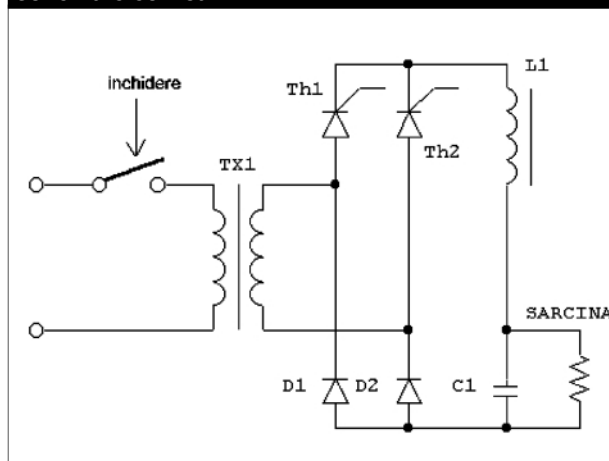 inchidere
Th1
L1
Th2
TX1
SARCINA
D1
D2
C1